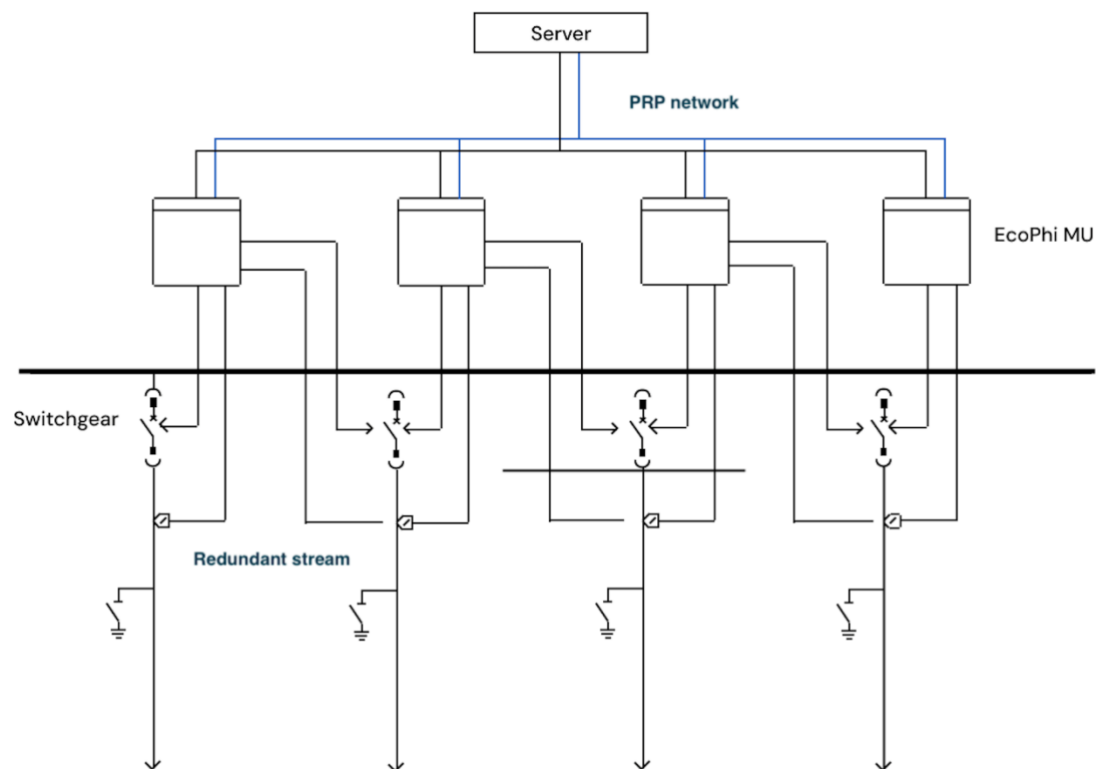 Server
PRP network
EcoPhi MU
Switchgear
Redundant stream